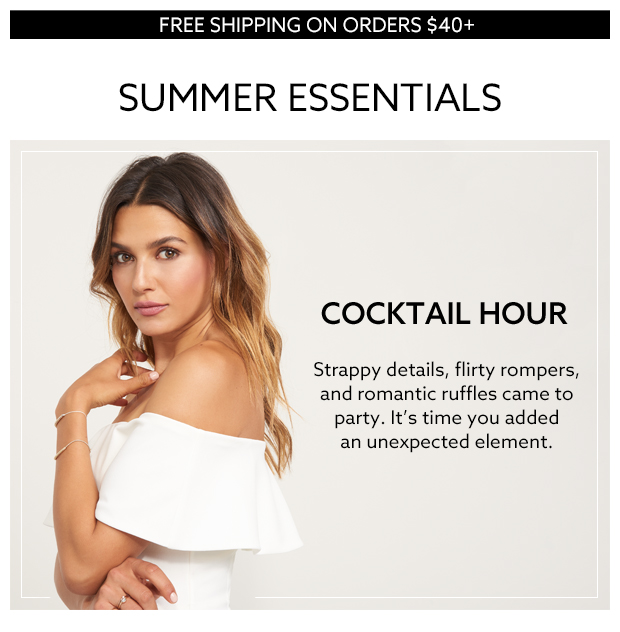 FREE SHIPPING ON ORDERS $40+
SUMMER ESSENTIALS
COCKTAIL HOUR
Strappy details, flirty rompers,
and romantic ruffles came to
party. It’s time you added
an unexpected element.